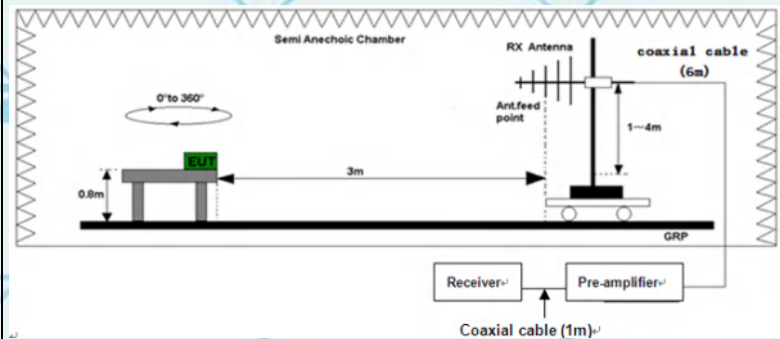 Semi Anechoic Chamber
RX Antenna
coaxial cable
(6m)
0°to 360°
Ant.feed
point
1~4m
EUT
3m
0.8m
GRP
Receiver↵
Pre-amplifier↵
Coaxial cable (1m)↵
↵